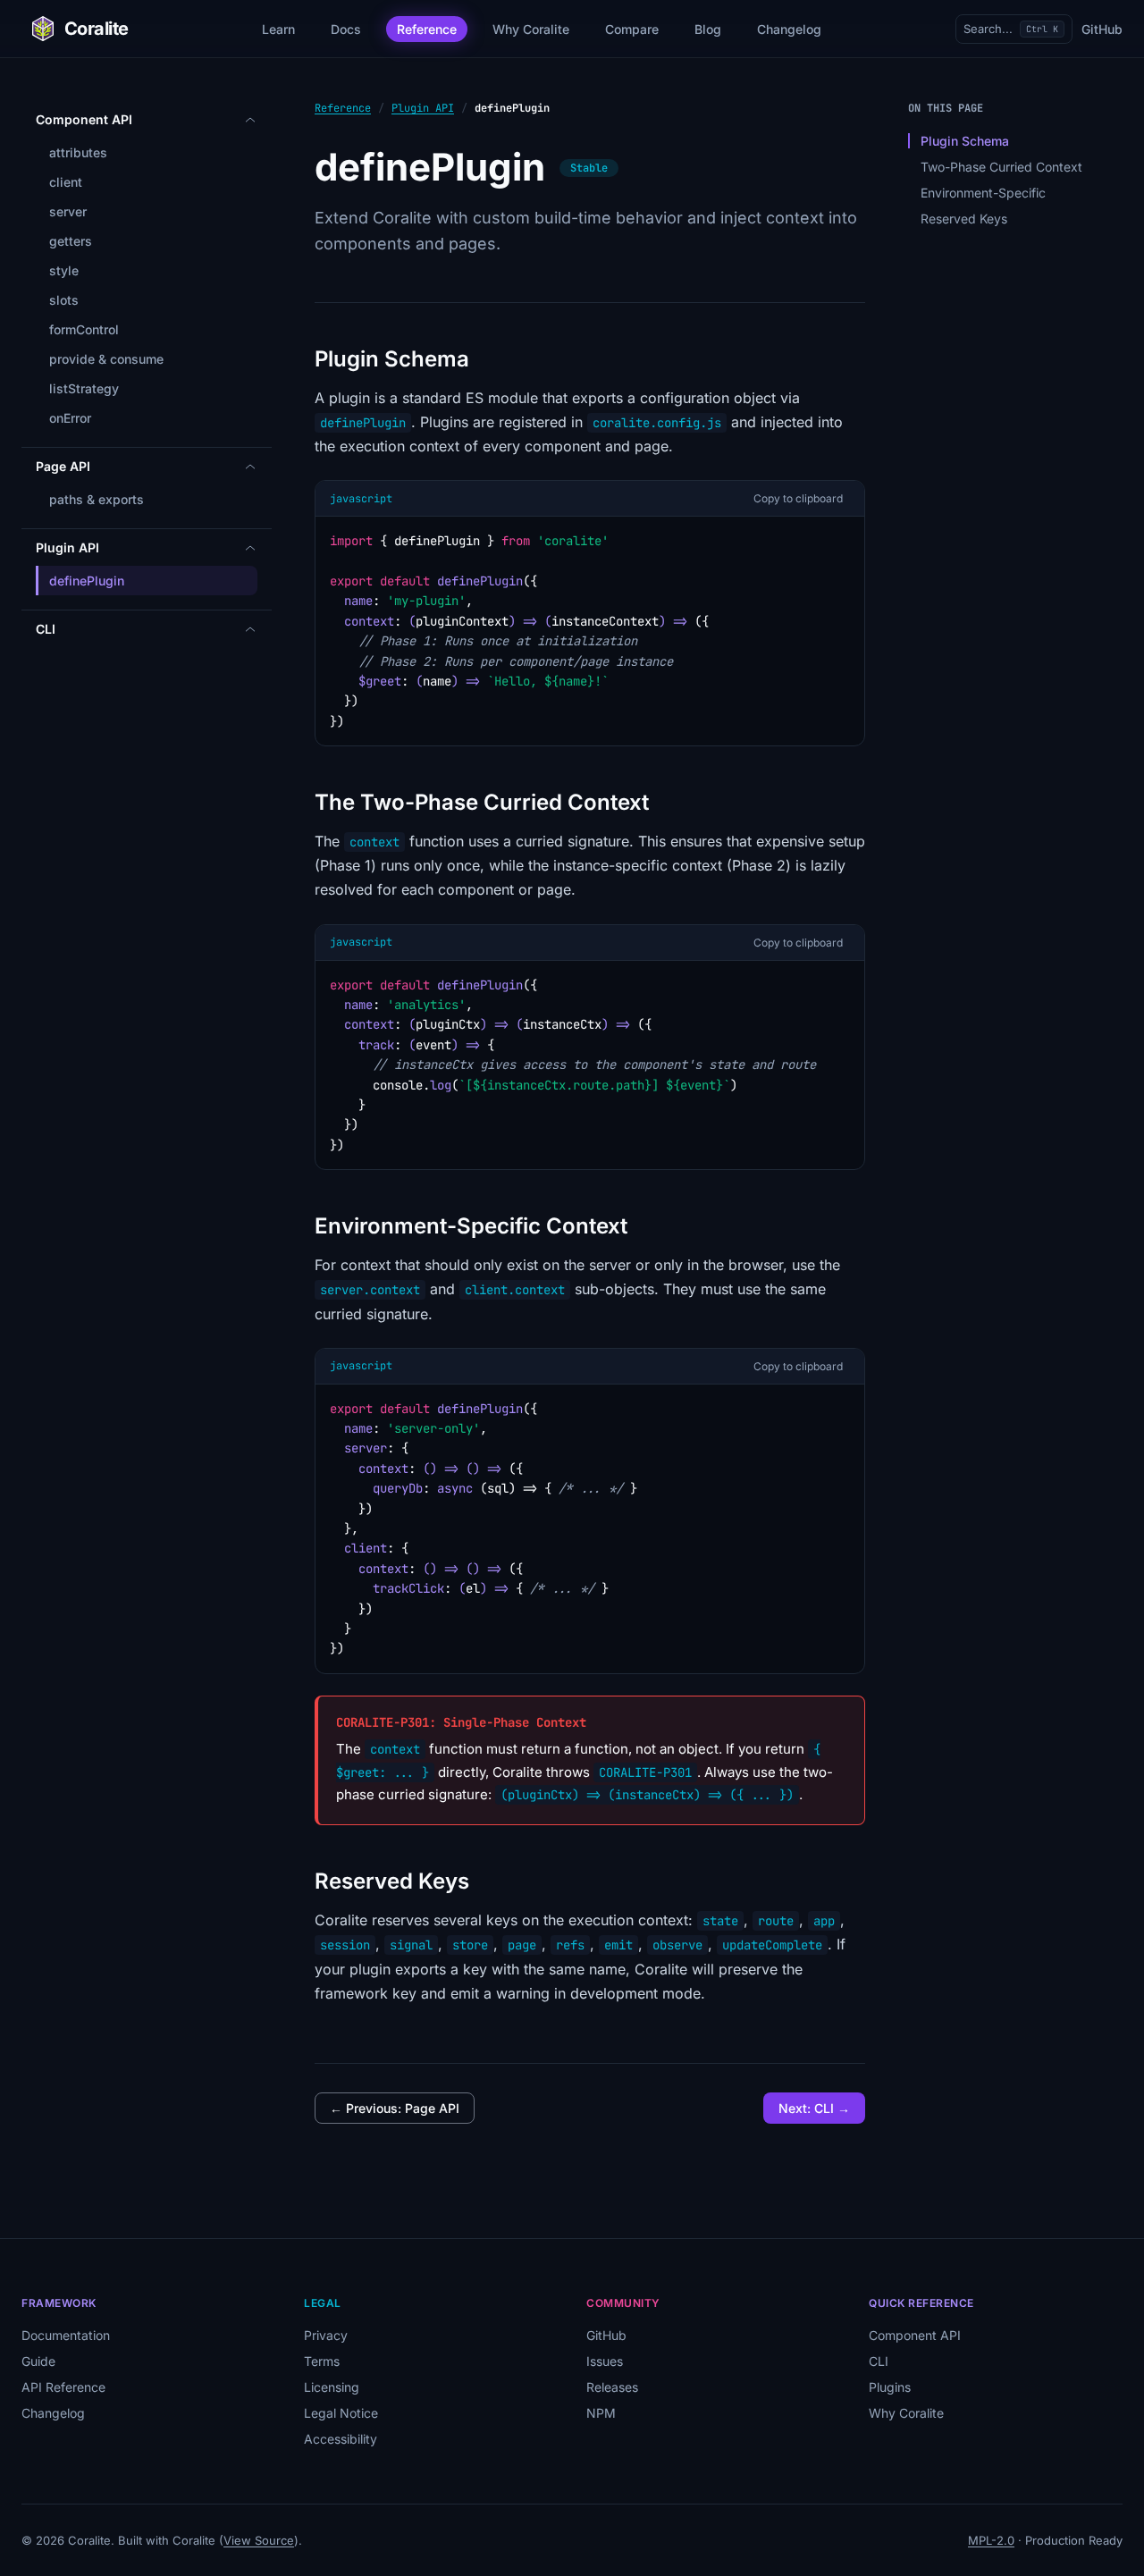 Coralite
Learn
Docs
Reference
Why Coralite
Compare
Blog
Changelog
Search...
Ctrl K
GitHub
Component API
attributes
client
server
getters
style
slots
formControl
provide & consume
listStrategy
onError
Page API
paths & exports
Plugin API
definePlugin
CLI
Reference / Plugin API / definePlugin
definePlugin
Stable
Extend Coralite with custom build-time behavior and inject context into
components and pages.
Plugin Schema
A plugin is a standard ES module that exports a configuration object via
definePlugin. Plugins are registered in coralite.config.js and injected into
the execution context of every component and page.
javascript
Copy to clipboard
import { definePlugin } from 'coralite'
export default definePlugin({
  name: 'my-plugin',
  context: (pluginContext) => (instanceContext) => ({
    // Phase 1: Runs once at initialization
    // Phase 2: Runs per component/page instance
    $greet: (name) => `Hello, ${name}!`
  })
})
The Two-Phase Curried Context
The context function uses a curried signature. This ensures that expensive setup
(Phase 1) runs only once, while the instance-specific context (Phase 2) is lazily
resolved for each component or page.
javascript
Copy to clipboard
export default definePlugin({
  name: 'analytics',
  context: (pluginCtx) => (instanceCtx) => ({
    track: (event) => {
      // instanceCtx gives access to the component's state and route
      console.log(`[${instanceCtx.route.path}] ${event}`)
    }
  })
})
Environment-Specific Context
For context that should only exist on the server or only in the browser, use the
server.context and client.context sub-objects. They must use the same
curried signature.
javascript
Copy to clipboard
export default definePlugin({
  name: 'server-only',
  server: {
    context: () => () => ({
      queryDb: async (sql) => { /* ... */ }
    })
  },
  client: {
    context: () => () => ({
      trackClick: (el) => { /* ... */ }
    })
  }
})
CORALITE-P301: Single-Phase Context
The context function must return a function, not an object. If you return {
$greet: ... } directly, Coralite throws CORALITE-P301. Always use the two-
phase curried signature: (pluginCtx) => (instanceCtx) => ({ ... }).
Reserved Keys
Coralite reserves several keys on the execution context: state, route, app,
session, signal, store, page, refs, emit, observe, updateComplete. If
your plugin exports a key with the same name, Coralite will preserve the
framework key and emit a warning in development mode.
← Previous: Page API
Next: CLI →
ON THIS PAGE
Plugin Schema
Two-Phase Curried Context
Environment-Specific
Reserved Keys
FRAMEWORK
Documentation
Guide
API Reference
Changelog
LEGAL
Privacy
Terms
Licensing
Legal Notice
Accessibility
COMMUNITY
GitHub
Issues
Releases
NPM
QUICK REFERENCE
Component API
CLI
Plugins
Why Coralite
© 2026 Coralite. Built with Coralite (View Source).
MPL-2.0 · Production Ready